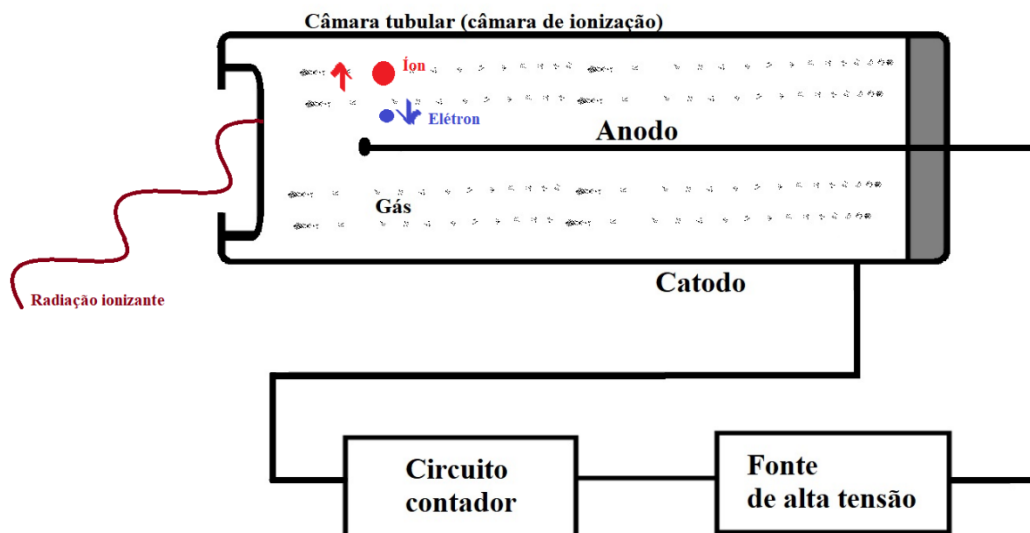 Câmara tubular (câmara de ionização)
Íon
Elétron
Anodo
Gás
Catodo
Radiação ionizante
Circuito
contador
Fonte
de alta tensão